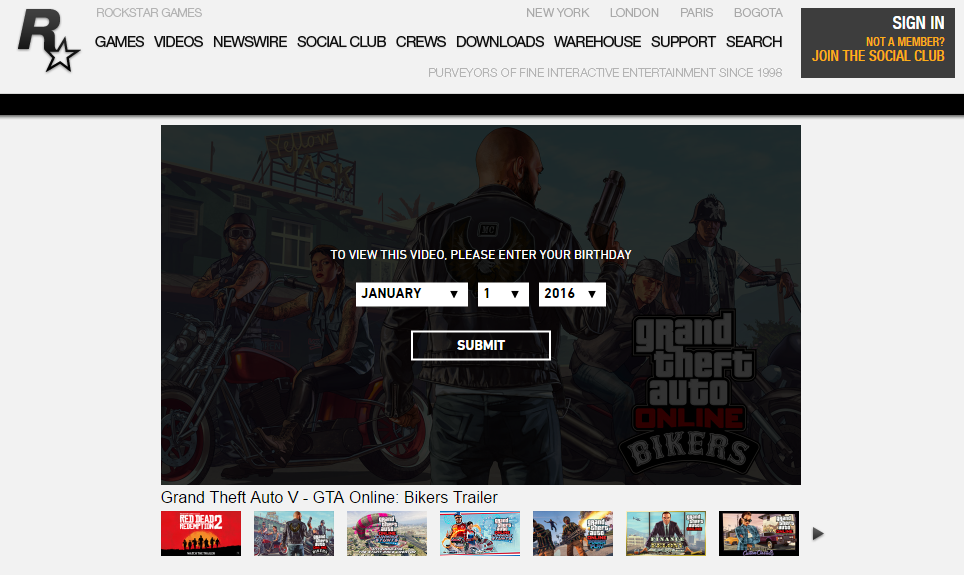 ROCKSTAR GAMES
NEW YORK LONDON PARIS BOGOTA
GAMES VIDEOS NEWSWIRE SOCIAL CLUB CREWS DOWNLOADS WAREHOUSE SUPPORT SEARCH
PURVEYORS OF FINE INTERACTIVE ENTERTAINMENT SINCE 1998
SIGN IN
NOT A MEMBER?
JOIN THE SOCIAL CLUB
R
Yellow
JACK
MC
TO VIEW THIS VIDEO, PLEASE ENTER YOUR BIRTHDAY
JANUARY 1 2016
SUBMIT
grand
theft
auto
ONLINE
BIKERS
Grand Theft Auto V - GTA Online: Bikers Trailer
RED DEAD
REDEMPTION 2